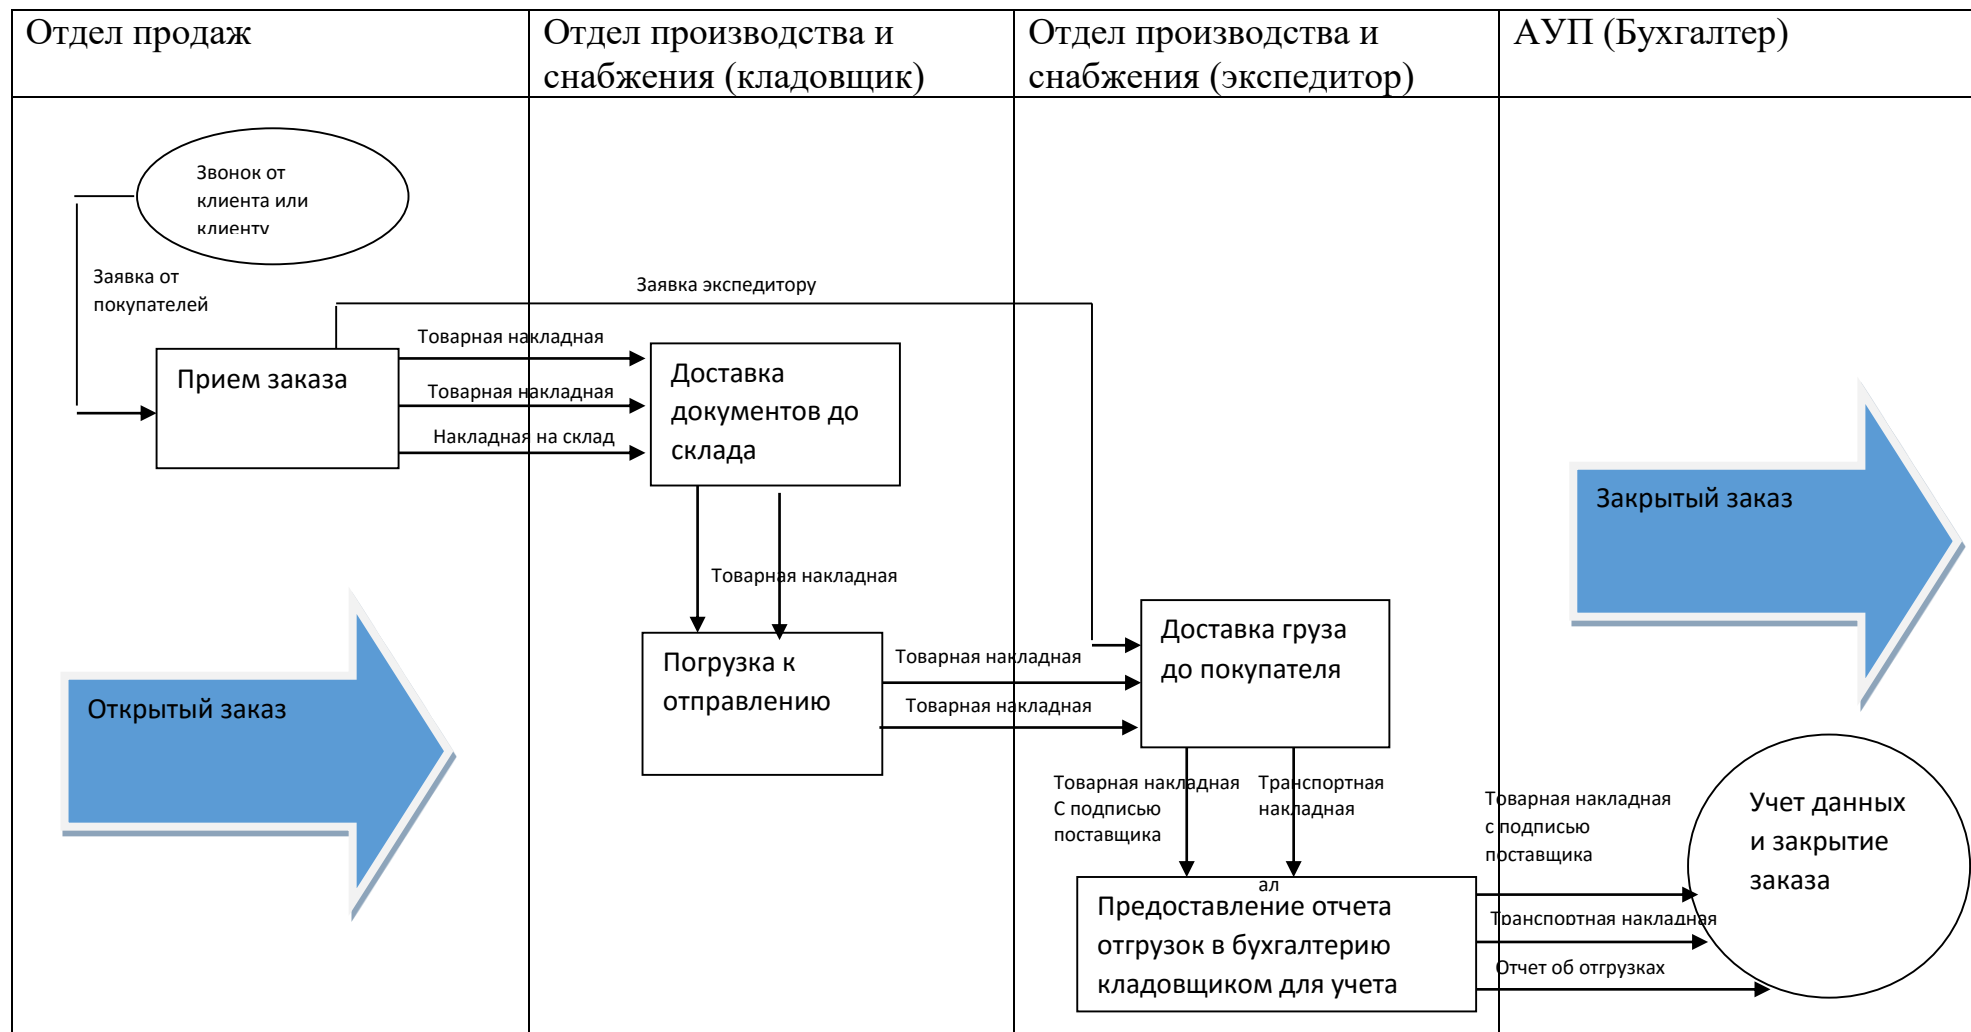 Отдел продаж
Отдел производства и
снабжения (кладовщик)
Отдел производства и
снабжения (экспедитор)
АУП (Бухгалтер)
Звонок от
клиента или
клиенту
Заявка от
покупателей
Заявка экспедитору
Товарная накладная
Товарная накладная
Накладная на склад
Прием заказа
Доставка
документов до
склада
Закрытый заказ
Товарная накладная
Открытый заказ
Погрузка к
отправлению
Товарная накладная
Товарная накладная
Доставка груза
до покупателя
Товарная накладная
С подписью
поставщика
Транспортная
накладная
Товарная накладная
с подписью
поставщика
Учет данных
и закрытие
заказа
ал
Предоставление отчета
отгрузок в бухгалтерию
кладовщиком для учета
Транспортная накладная
Отчет об отгрузках